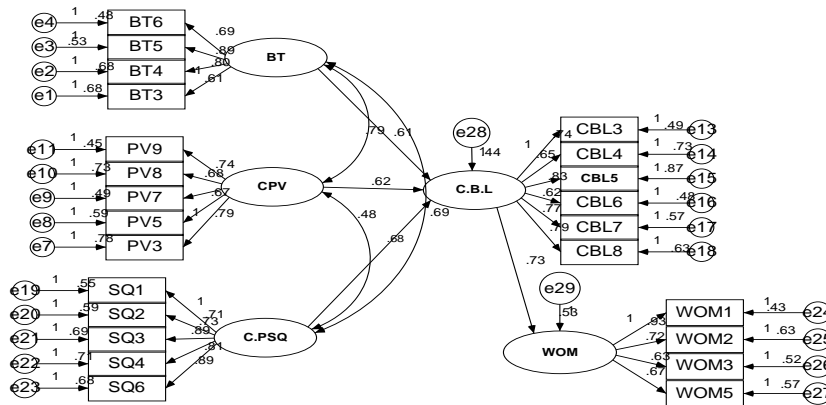 e4 1 .48 BT6 .69
e3 1 .53 BT5 .89
e2 1 .68 BT4 .80 1
e1 1 .68 BT3 .61
BT
e11 1 .45 PV9 .74
e10 1 .73 PV8 .68
e9 1 .49 PV7 .67
e8 1 .59 PV5 1
e7 1 .78 PV3 .79
CPV
e19 1 .55 SQ1 1
e20 1 .59 SQ2 .71
e21 1 .69 SQ3 .73
e22 1 .71 SQ4 .89 .81
e23 1 .68 SQ6 .89
C.PSQ
.79 .61
.62
.48 .69
.68
e28
1 .44
C.B.L
1 .74 CBL3 1 .49 e13
.65 CBL4 1 .73 e14
.83 CBL5 1 .87 e15
.62 CBL6 1 .48 e16
.77 CBL7 1 .57 e17
.79 CBL8 1 .63 e18
.73
e29
WOM
1 .93 WOM1 1 .43 e24
.72 WOM2 1 .63 e25
.63 WOM3 1 .52 e26
.67 WOM5 1 .57 e27